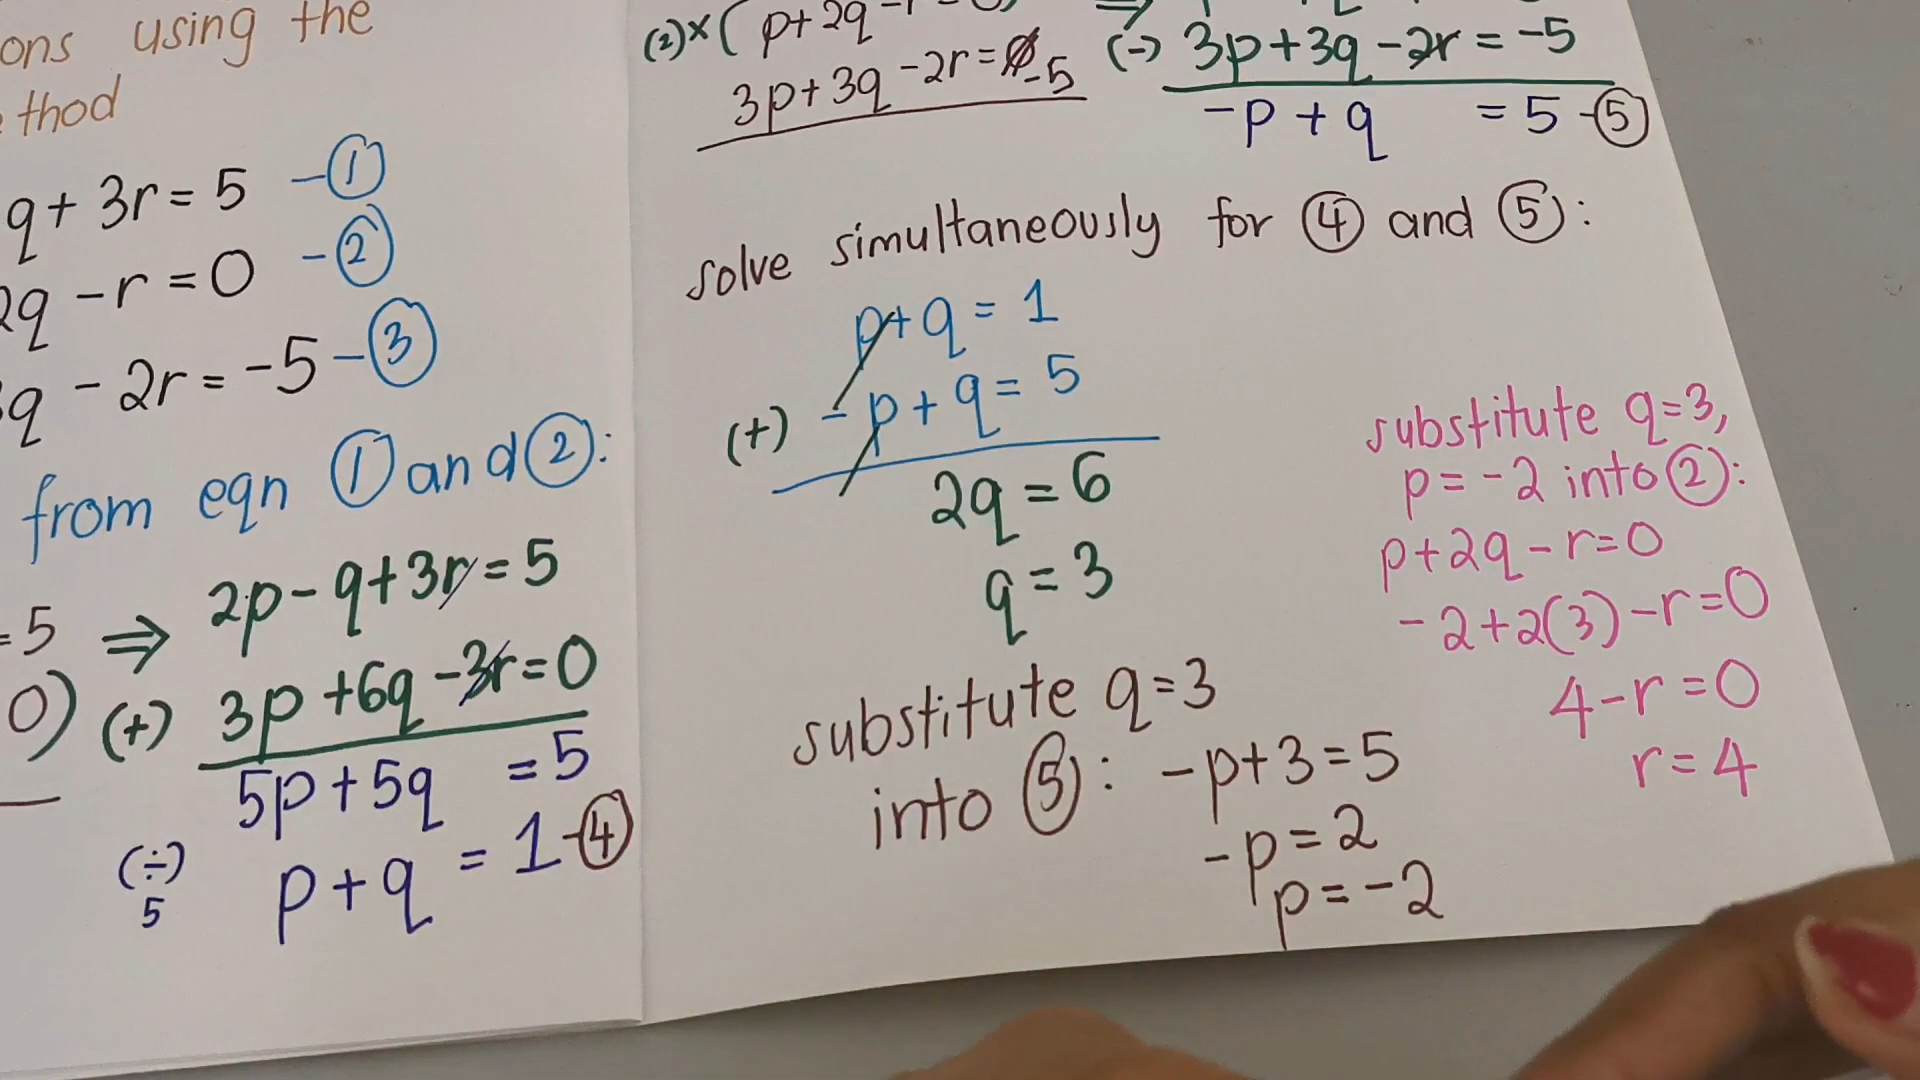 ons using the
thod
q + 3r = 5 -①
2q - r = 0 -②
3q - 2r = -5 -③
from eqn ① and ②:
= 5 ⇒ 2p - q + 3r = 5
0) (+) 3p + 6q - 3r = 0
5p + 5q = 5
(÷) 5 p + q = 1 -④
(2)×( p + 2q - r = 0)
3p + 3q - 2r = -5
⇒
(-) 3p + 3q - 2r = -5
-p + q = 5 -⑤
solve simultaneously for ④ and ⑤:
p + q = 1
(+) -p + q = 5
2q = 6
q = 3
substitute q = 3
into ⑤: -p + 3 = 5
-p = 2
p = -2
substitute q = 3,
p = -2 into ②:
p + 2q - r = 0
-2 + 2(3) - r = 0
4 - r = 0
r = 4